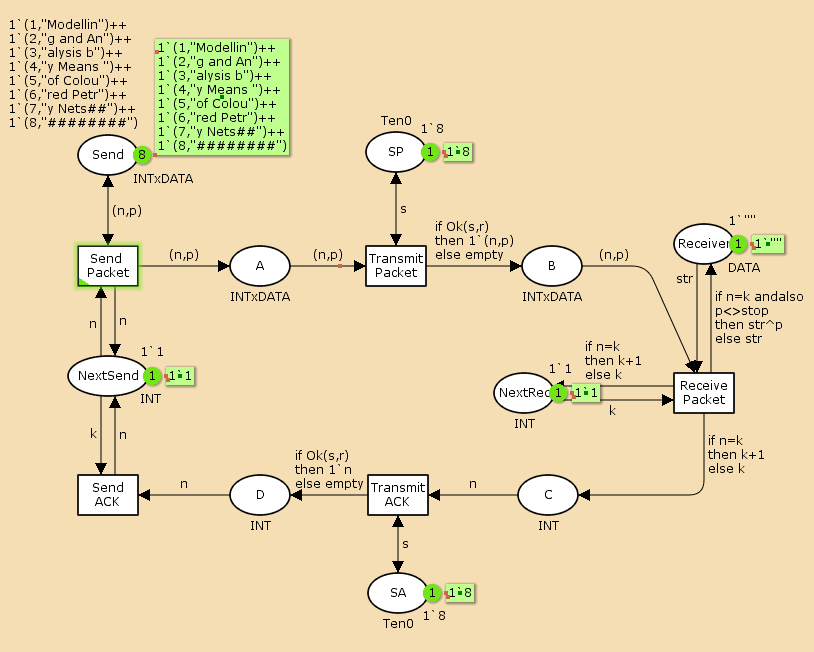 1`(1,"Modellin")++
1`(2,"g and An")++
1`(3,"alysis b")++
1`(4,"y Means ")++
1`(5,"of Colou")++
1`(6,"red Petr")++
1`(7,"y Nets##")++
1`(8,"########")
1`(1,"Modellin")++
1`(2,"g and An")++
1`(3,"alysis b")++
1`(4,"y Means ")++
1`(5,"of Colou")++
1`(6,"red Petr")++
1`(7,"y Nets##")++
1`(8,"########")
Send
8
INTxDATA
Ten0
1`8
SP
1
1`8
(n,p)
s
Send
Packet
(n,p)
A
INTxDATA
(n,p)
Transmit
Packet
if Ok(s,r)
then 1`(n,p)
else empty
B
INTxDATA
(n,p)
1`""
Receiver
1
1`""
DATA
str
if n=k andalso
p<>stop
then str^p
else str
n
n
1`1
NextSend
1
1`1
INT
if n=k
then k+1
else k
1`1
NextRec
1
1`1
INT
k
Receive
Packet
if n=k
then k+1
else k
k
n
Send
ACK
n
D
INT
if Ok(s,r)
then 1`n
else empty
Transmit
ACK
n
C
INT
s
SA
1
1`8
1`8
Ten0